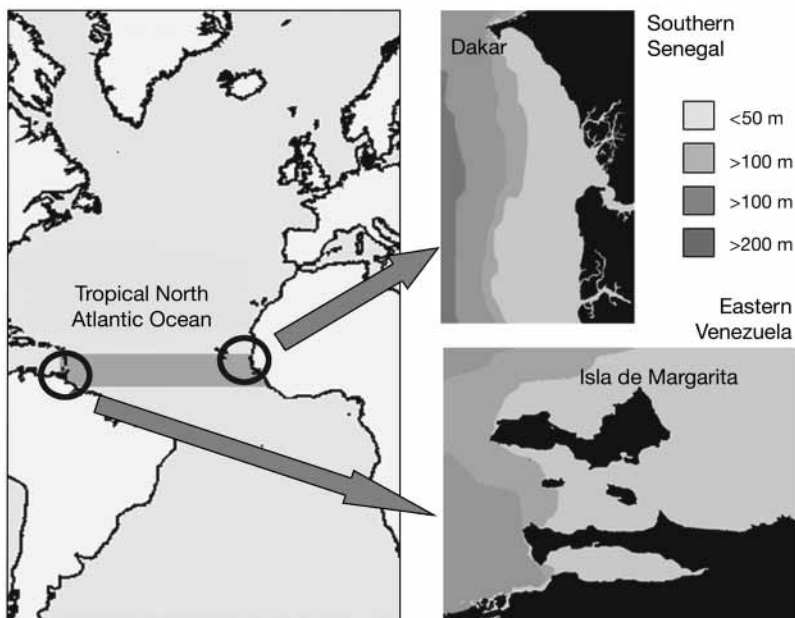 Tropical North
Atlantic Ocean
Dakar
Southern
Senegal
<50 m
>100 m
>100 m
>200 m
Eastern
Venezuela
Isla de Margarita